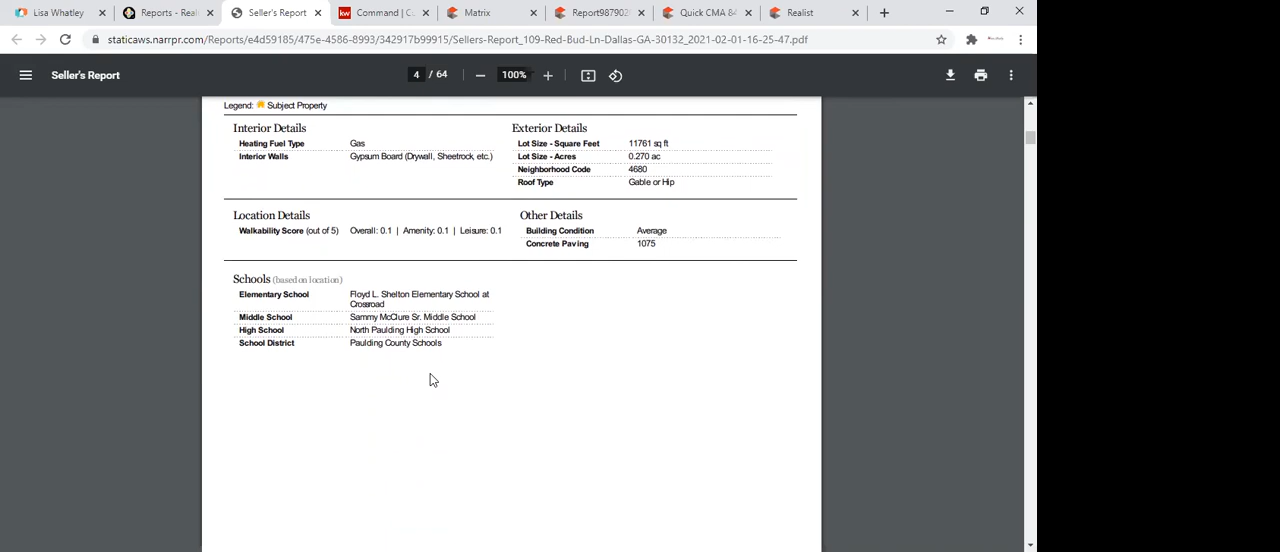 Lisa Whatley
Reports - Real
Seller's Report
Command | C
Matrix
Report987902
Quick CMA 84
Realist
staticaws.narrpr.com/Reports/e4d59185/475e-4586-8993/342917b99915/Sellers-Report_109-Red-Bud-Ln-Dallas-GA-30132_2021-02-01-16-25-47.pdf
Seller's Report
4 / 64
100%
Legend: Subject Property
Interior Details
Heating Fuel Type Gas
Interior Walls Gypsum Board (Drywall, Sheetrock, etc.)
Exterior Details
Lot Size - Square Feet 11761 sq ft
Lot Size - Acres 0.270 ac
Neighborhood Code 4680
Roof Type Gable or Hip
Location Details
Walkability Score (out of 5) Overall: 0.1 | Amenity: 0.1 | Leisure: 0.1
Other Details
Building Condition Average
Concrete Paving 1075
Schools (based on location)
Elementary School Floyd L. Shelton Elementary School at
Crossroad
Middle School Sammy McClure Sr. Middle School
High School North Paulding High School
School District Paulding County Schools